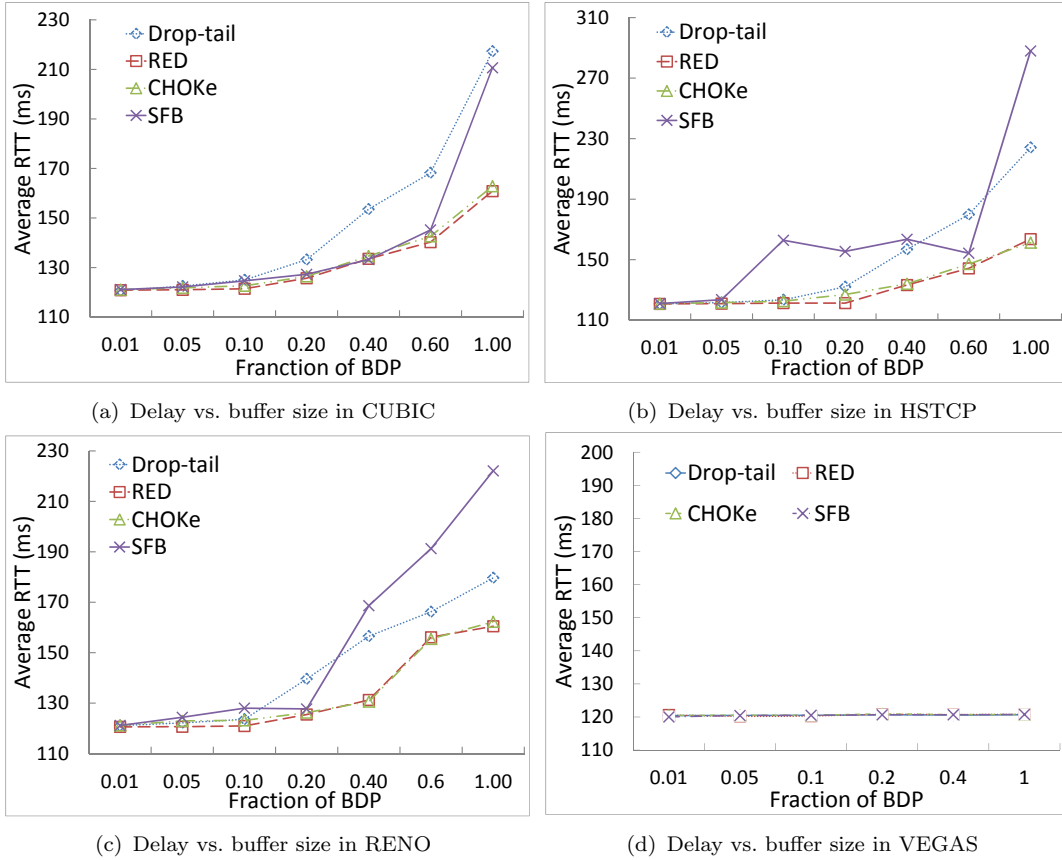 230
210
190
170
150
130
110
Average RTT (ms)
Drop-tail
RED
CHOKe
SFB
0.01 0.05 0.10 0.20 0.40 0.60 1.00
Franction of BDP
(a) Delay vs. buffer size in CUBIC
310
270
230
190
150
110
Average RTT (ms)
Drop-tail
RED
CHOKe
SFB
0.01 0.05 0.10 0.20 0.40 0.60 1.00
Fraction of BDP
(b) Delay vs. buffer size in HSTCP
230
210
190
170
150
130
110
Average RTT (ms)
Drop-tail
RED
CHOKe
SFB
0.01 0.05 0.10 0.20 0.40 0.6 1.00
Fraction of BDP
(c) Delay vs. buffer size in RENO
200
190
180
170
160
150
140
130
120
110
Average RTT (ms)
Drop-tail RED
CHOKe SFB
0.01 0.05 0.1 0.2 0.4 1
Fraction of BDP
(d) Delay vs. buffer size in VEGAS